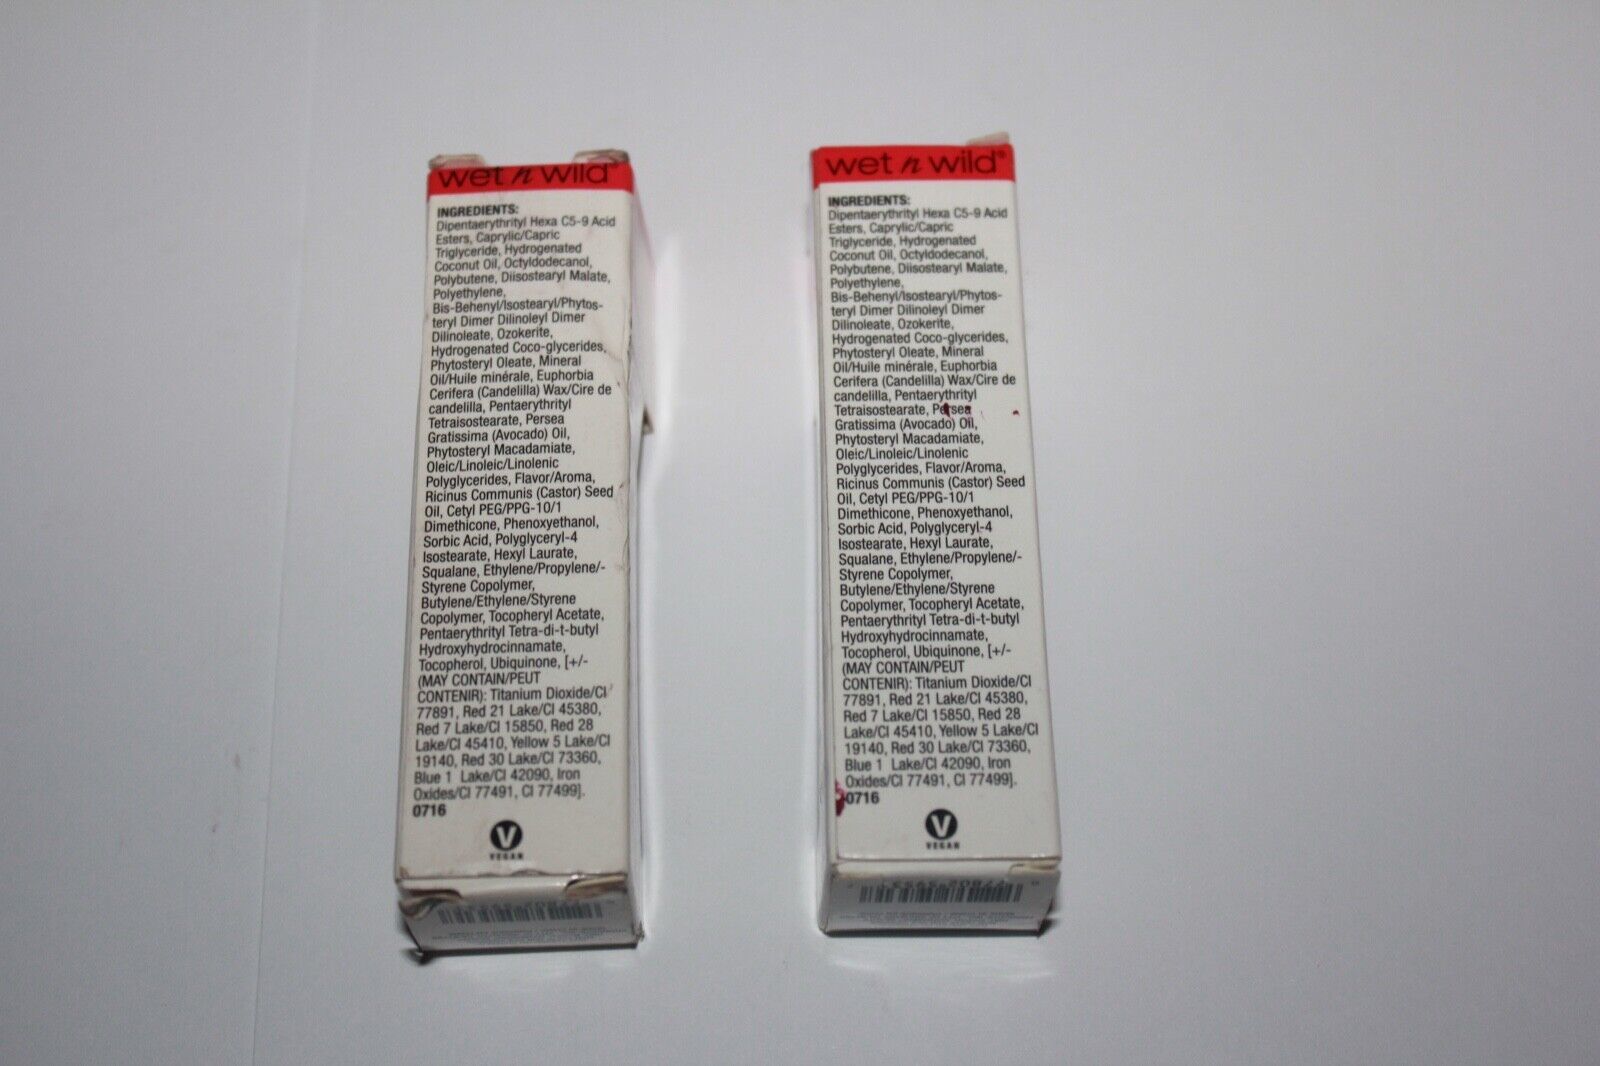 wet n wild®
INGREDIENTS:
Dipentaerythrityl Hexa C5-9 Acid
Esters, Caprylic/Capric
Triglyceride, Hydrogenated
Coconut Oil, Octyldodecanol,
Polybutene, Diisostearyl Malate,
Polyethylene,
Bis-Behenyl/Isostearyl/Phytos-
teryl Dimer Dilinoleyl Dimer
Dilinoleate, Ozokerite,
Hydrogenated Coco-glycerides,
Phytosteryl Oleate, Mineral
Oil/Huile minérale, Euphorbia
Cerifera (Candelilla) Wax/Cire de
candelilla, Pentaerythrityl
Tetraisostearate, Persea
Gratissima (Avocado) Oil,
Phytosteryl Macadamiate,
Oleic/Linoleic/Linolenic
Polyglycerides, Flavor/Aroma,
Ricinus Communis (Castor) Seed
Oil, Cetyl PEG/PPG-10/1
Dimethicone, Phenoxyethanol,
Sorbic Acid, Polyglyceryl-4
Isostearate, Hexyl Laurate,
Squalane, Ethylene/Propylene/-
Styrene Copolymer,
Butylene/Ethylene/Styrene
Copolymer, Tocopheryl Acetate,
Pentaerythrityl Tetra-di-t-butyl
Hydroxyhydrocinnamate,
Tocopherol, Ubiquinone, [+/-
(MAY CONTAIN/PEUT
CONTENIR): Titanium Dioxide/CI
77891, Red 21 Lake/CI 45380,
Red 7 Lake/CI 15850, Red 28
Lake/CI 45410, Yellow 5 Lake/CI
19140, Red 30 Lake/CI 73360,
Blue 1 Lake/CI 42090, Iron
Oxides/CI 77491, CI 77499].
0716
V
VEGAN
wet n wild®
INGREDIENTS:
Dipentaerythrityl Hexa C5-9 Acid
Esters, Caprylic/Capric
Triglyceride, Hydrogenated
Coconut Oil, Octyldodecanol,
Polybutene, Diisostearyl Malate,
Polyethylene,
Bis-Behenyl/Isostearyl/Phytos-
teryl Dimer Dilinoleyl Dimer
Dilinoleate, Ozokerite,
Hydrogenated Coco-glycerides,
Phytosteryl Oleate, Mineral
Oil/Huile minérale, Euphorbia
Cerifera (Candelilla) Wax/Cire de
candelilla, Pentaerythrityl
Tetraisostearate, Persea
Gratissima (Avocado) Oil,
Phytosteryl Macadamiate,
Oleic/Linoleic/Linolenic
Polyglycerides, Flavor/Aroma,
Ricinus Communis (Castor) Seed
Oil, Cetyl PEG/PPG-10/1
Dimethicone, Phenoxyethanol,
Sorbic Acid, Polyglyceryl-4
Isostearate, Hexyl Laurate,
Squalane, Ethylene/Propylene/-
Styrene Copolymer,
Butylene/Ethylene/Styrene
Copolymer, Tocopheryl Acetate,
Pentaerythrityl Tetra-di-t-butyl
Hydroxyhydrocinnamate,
Tocopherol, Ubiquinone, [+/-
(MAY CONTAIN/PEUT
CONTENIR): Titanium Dioxide/CI
77891, Red 21 Lake/CI 45380,
Red 7 Lake/CI 15850, Red 28
Lake/CI 45410, Yellow 5 Lake/CI
19140, Red 30 Lake/CI 73360,
Blue 1 Lake/CI 42090, Iron
Oxides/CI 77491, CI 77499].
0716
V
VEGAN